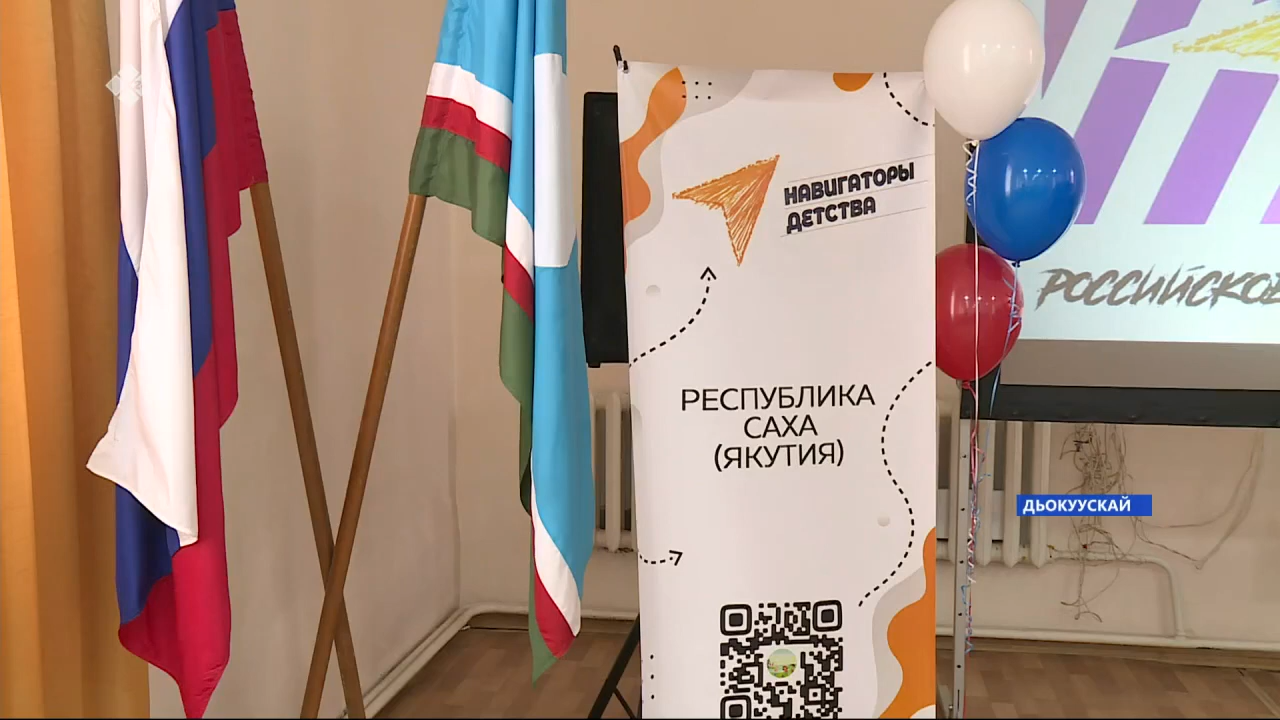 НАВИГАТОРЫ
ДЕТСТВА
РЕСПУБЛИКА
САХА
(ЯКУТИЯ)
ДЬОКУУСКАЙ